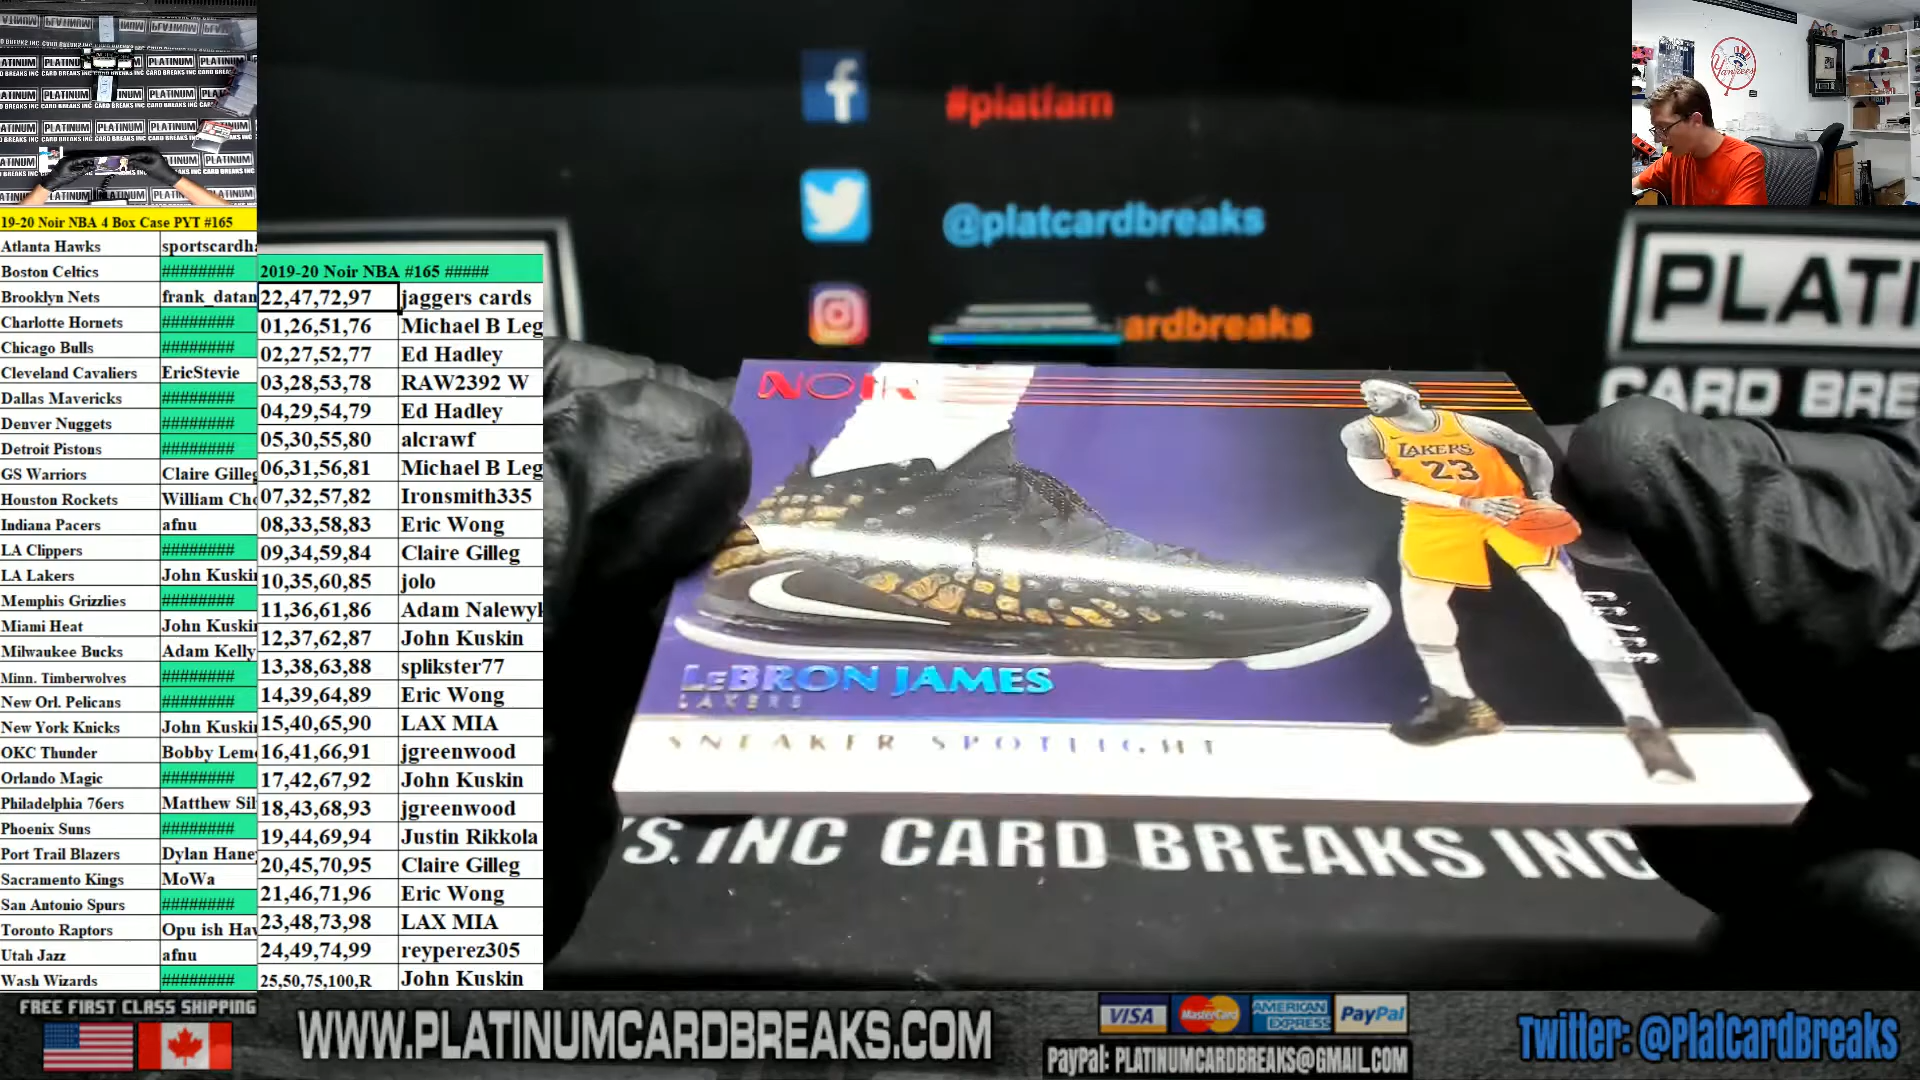 19-20 Noir NBA 4 Box Case PYT #165
Atlanta Hawks sportscardha
Boston Celtics ########
Brooklyn Nets frank_datan
Charlotte Hornets ########
Chicago Bulls ########
Cleveland Cavaliers EricStevie
Dallas Mavericks ########
Denver Nuggets ########
Detroit Pistons ########
GS Warriors Claire Gilleg
Houston Rockets William Cho
Indiana Pacers afnu
LA Clippers ########
LA Lakers John Kuskin
Memphis Grizzlies ########
Miami Heat John Kuskin
Milwaukee Bucks Adam Kelly
Minn. Timberwolves ########
New Orl. Pelicans ########
New York Knicks John Kuskin
OKC Thunder Bobby Lem
Orlando Magic ########
Philadelphia 76ers Matthew Sil
Phoenix Suns ########
Port Trail Blazers Dylan Haney
Sacramento Kings MoWa
San Antonio Spurs ########
Toronto Raptors Opu ish Hav
Utah Jazz afnu
Wash Wizards ########
2019-20 Noir NBA #165 #####
22,47,72,97 jaggers cards
01,26,51,76 Michael B Leg
02,27,52,77 Ed Hadley
03,28,53,78 RAW2392 W
04,29,54,79 Ed Hadley
05,30,55,80 alcrawf
06,31,56,81 Michael B Leg
07,32,57,82 Ironsmith335
08,33,58,83 Eric Wong
09,34,59,84 Claire Gilleg
10,35,60,85 jolo
11,36,61,86 Adam Nalewyk
12,37,62,87 John Kuskin
13,38,63,88 splikster77
14,39,64,89 Eric Wong
15,40,65,90 LAX MIA
16,41,66,91 jgreenwood
17,42,67,92 John Kuskin
18,43,68,93 jgreenwood
19,44,69,94 Justin Rikkola
20,45,70,95 Claire Gilleg
21,46,71,96 Eric Wong
23,48,73,98 LAX MIA
24,49,74,99 reyperez305
25,50,75,100,R John Kuskin
#platfam
@platcardbreaks
ardbreaks
PLATI
CARD BRE
Yankees
NOIR
LAKERS
23
LeBRON JAMES
LAKERS
SNEAKER SPOTLIGHT
S, INC CARD BREAKS INC
FREE FIRST CLASS SHIPPING
WWW.PLATINUMCARDBREAKS.COM
VISA MasterCard AMERICAN EXPRESS PayPal
PayPal: PLATINUMCARDBREAKS@GMAIL.COM
Twitter: @PlatCardBreaks